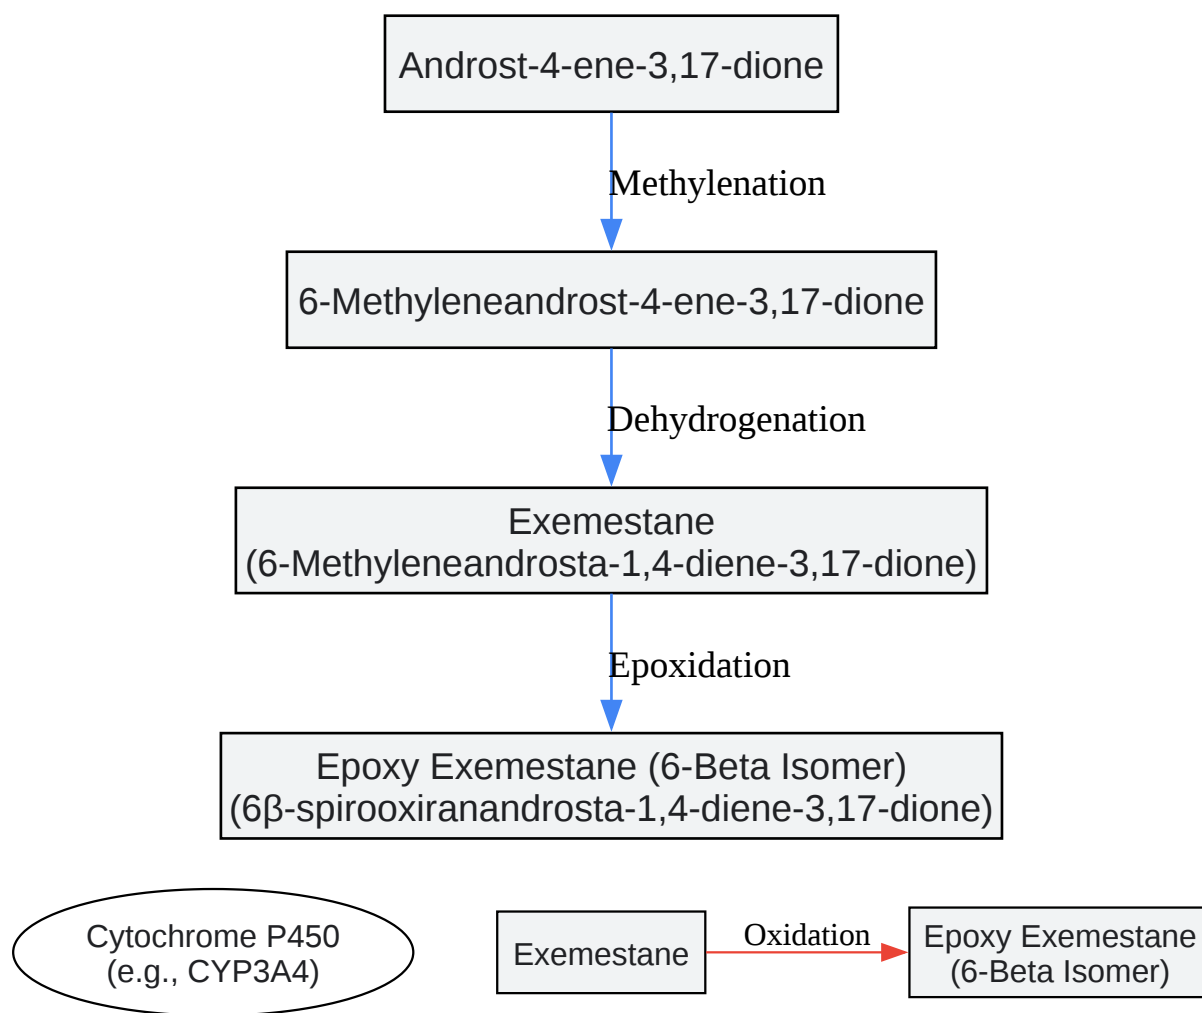 Androst-4-ene-3,17-dione
Methylenation
6-Methyleneandrost-4-ene-3,17-dione
Dehydrogenation
Exemestane
(6-Methyleneandrosta-1,4-diene-3,17-dione)
Epoxidation
Epoxy Exemestane (6-Beta Isomer)
(6β-spirooxiranandrosta-1,4-diene-3,17-dione)
Cytochrome P450
(e.g., CYP3A4)
Exemestane
Oxidation
Epoxy Exemestane
(6-Beta Isomer)